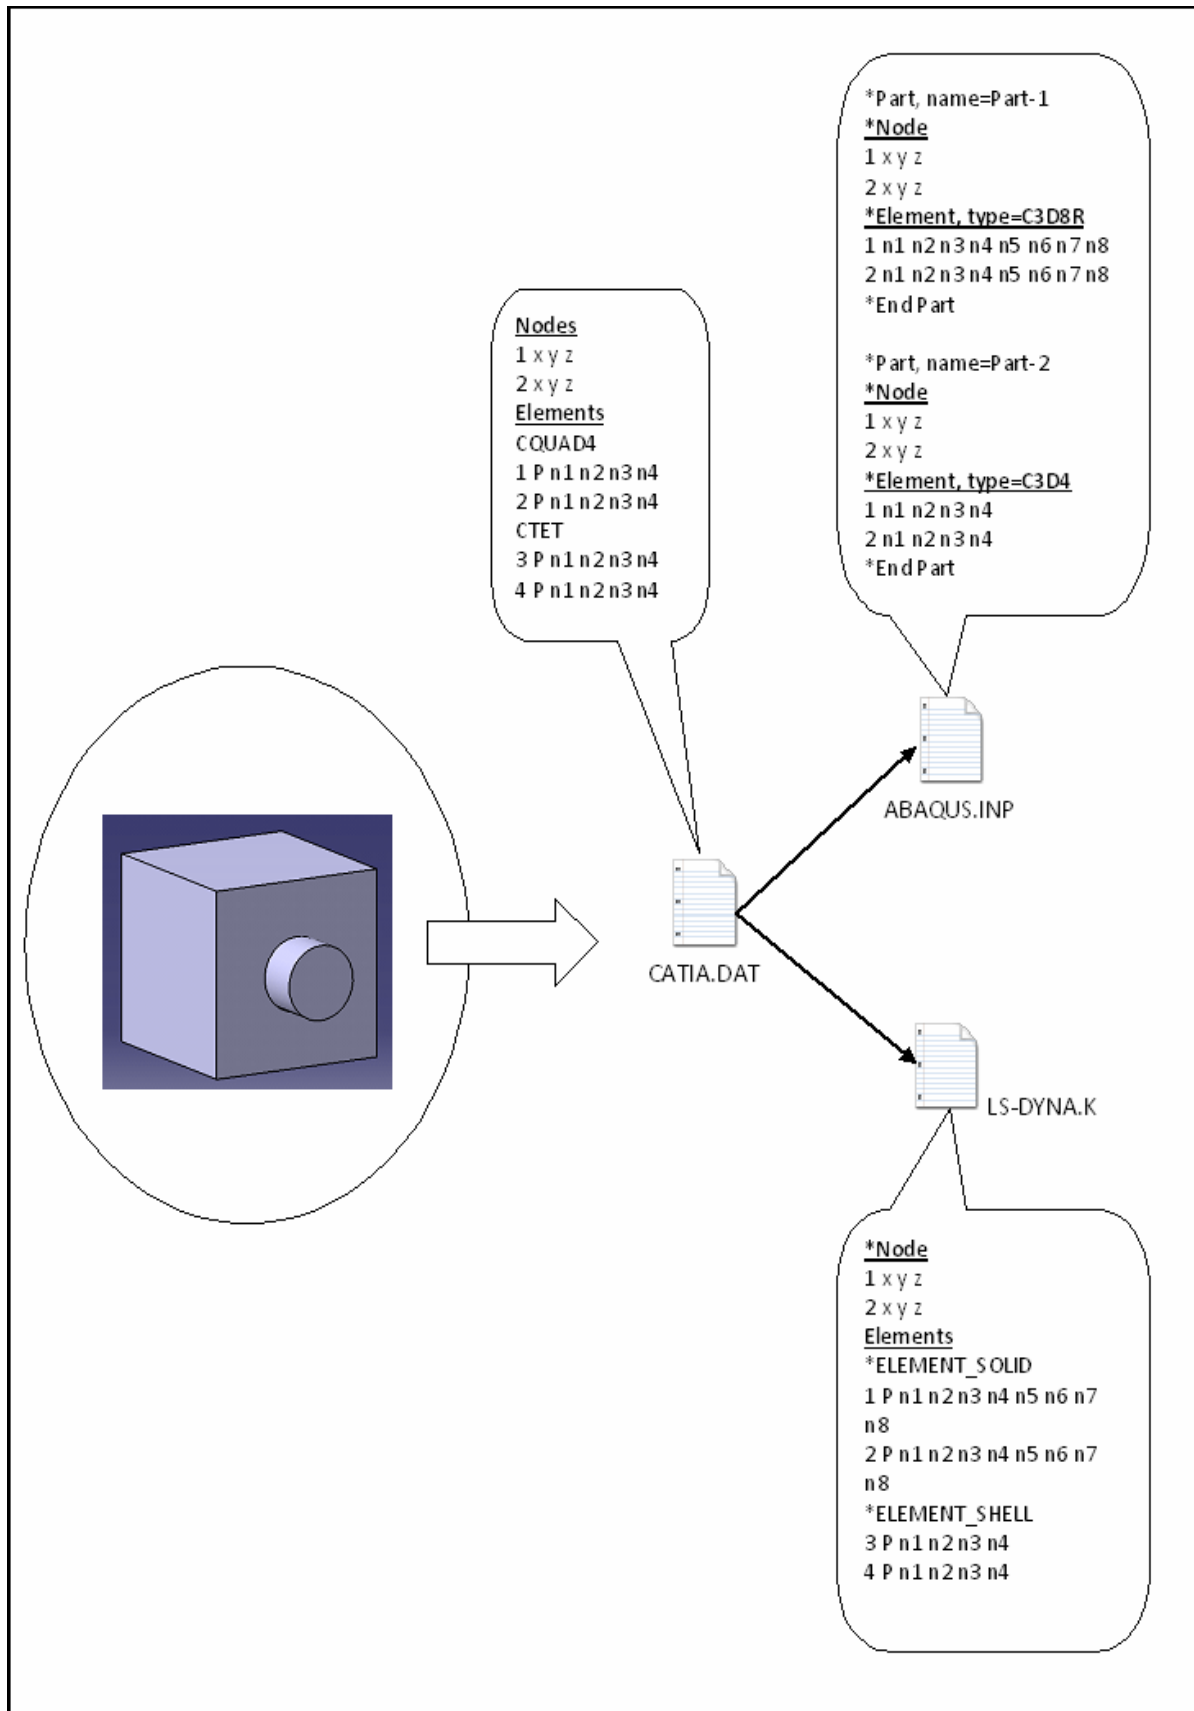 *Part, name=Part-1
*Node
1 x y z
2 x y z
*Element, type=C3D8R
1 n1 n2 n3 n4 n5 n6 n7 n8
2 n1 n2 n3 n4 n5 n6 n7 n8
*End Part
*Part, name=Part-2
*Node
1 x y z
2 x y z
*Element, type=C3D4
1 n1 n2 n3 n4
2 n1 n2 n3 n4
*End Part
Nodes
1 x y z
2 x y z
Elements
CQUAD4
1 P n1 n2 n3 n4
2 P n1 n2 n3 n4
CTET
3 P n1 n2 n3 n4
4 P n1 n2 n3 n4
ABAQUS.INP
CATIA.DAT
LS-DYNA.K
*Node
1 x y z
2 x y z
Elements
*ELEMENT_SOLID
1 P n1 n2 n3 n4 n5 n6 n7
n8
2 P n1 n2 n3 n4 n5 n6 n7
n8
*ELEMENT_SHELL
3 P n1 n2 n3 n4
4 P n1 n2 n3 n4